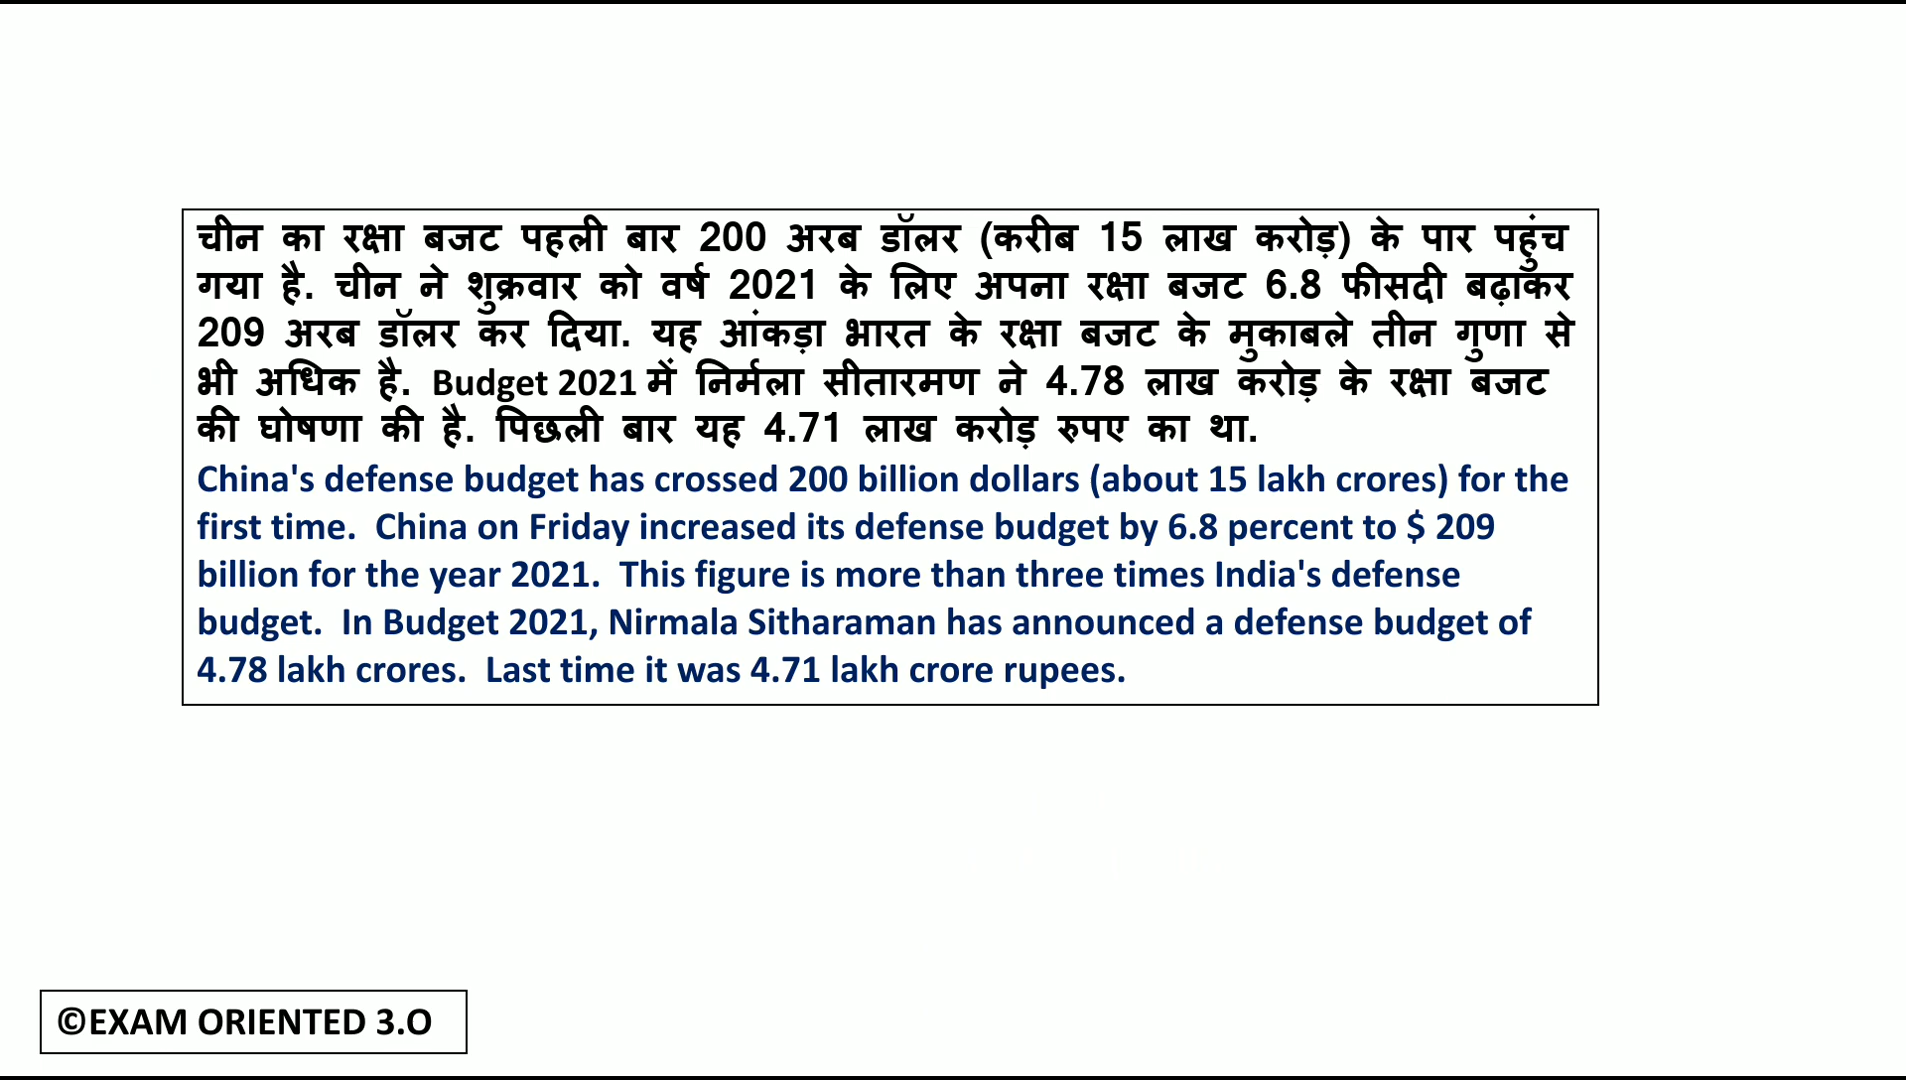 चीन का रक्षा बजट पहली बार 200 अरब डॉलर (करीब 15 लाख करोड़) के पार पहुंच
गया है. चीन ने शुक्रवार को वर्ष 2021 के लिए अपना रक्षा बजट 6.8 फीसदी बढ़ाकर
209 अरब डॉलर कर दिया. यह आंकड़ा भारत के रक्षा बजट के मुकाबले तीन गुणा से
भी अधिक है. Budget 2021 में निर्मला सीतारमण ने 4.78 लाख करोड़ के रक्षा बजट
की घोषणा की है. पिछली बार यह 4.71 लाख करोड़ रुपए का था.
China's defense budget has crossed 200 billion dollars (about 15 lakh crores) for the
first time.  China on Friday increased its defense budget by 6.8 percent to $ 209
billion for the year 2021.  This figure is more than three times India's defense
budget.  In Budget 2021, Nirmala Sitharaman has announced a defense budget of
4.78 lakh crores.  Last time it was 4.71 lakh crore rupees.
©EXAM ORIENTED 3.O